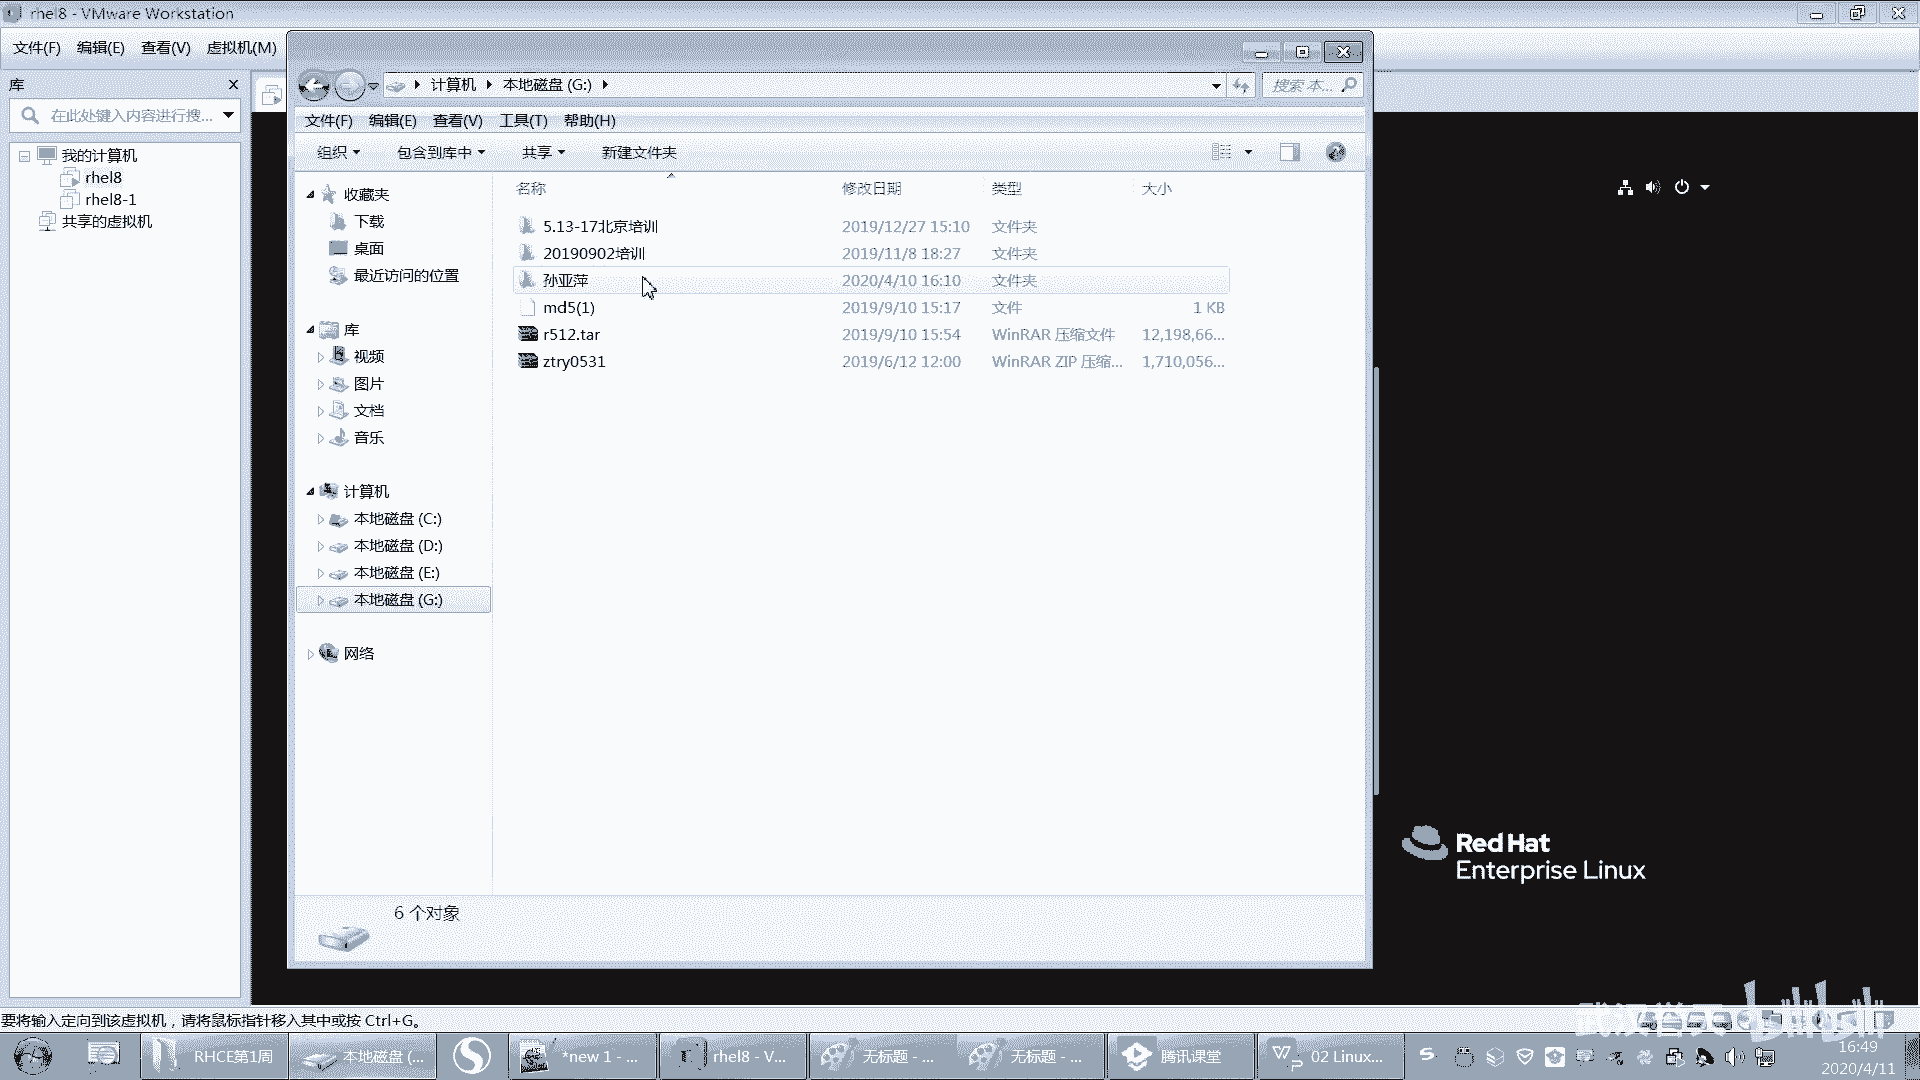 rhel8 - VMware Workstation
文件(F) 编辑(E) 查看(V) 虚拟机(M)
库
在此处键入内容进行搜...
我的计算机
rhel8
rhel8-1
共享的虚拟机
计算机 本地磁盘 (G:)
搜索 本...
文件(F) 编辑(E) 查看(V) 工具(T) 帮助(H)
组织 包含到库中 共享 新建文件夹
收藏夹
下载
桌面
最近访问的位置
库
视频
图片
文档
音乐
计算机
本地磁盘 (C:)
本地磁盘 (D:)
本地磁盘 (E:)
本地磁盘 (G:)
网络
名称 修改日期 类型 大小
5.13-17北京培训 2019/12/27 15:10 文件夹
20190902培训 2019/11/8 18:27 文件夹
孙亚萍 2020/4/10 16:10 文件夹
md5(1) 2019/9/10 15:17 文件 1 KB
r512.tar 2019/9/10 15:54 WinRAR 压缩文件 12,198,66...
ztry0531 2019/6/12 12:00 WinRAR ZIP 压缩... 1,710,056...
6 个对象
Red Hat
Enterprise Linux
要将输入定向到该虚拟机，请将鼠标指针移入其中或按 Ctrl+G。
RHCE第1周 本地磁盘 (... *new 1 - ... rhel8 - V... 无标题 - ... 无标题 - ... 腾讯课堂 02 Linux...
16:49
2020/4/11